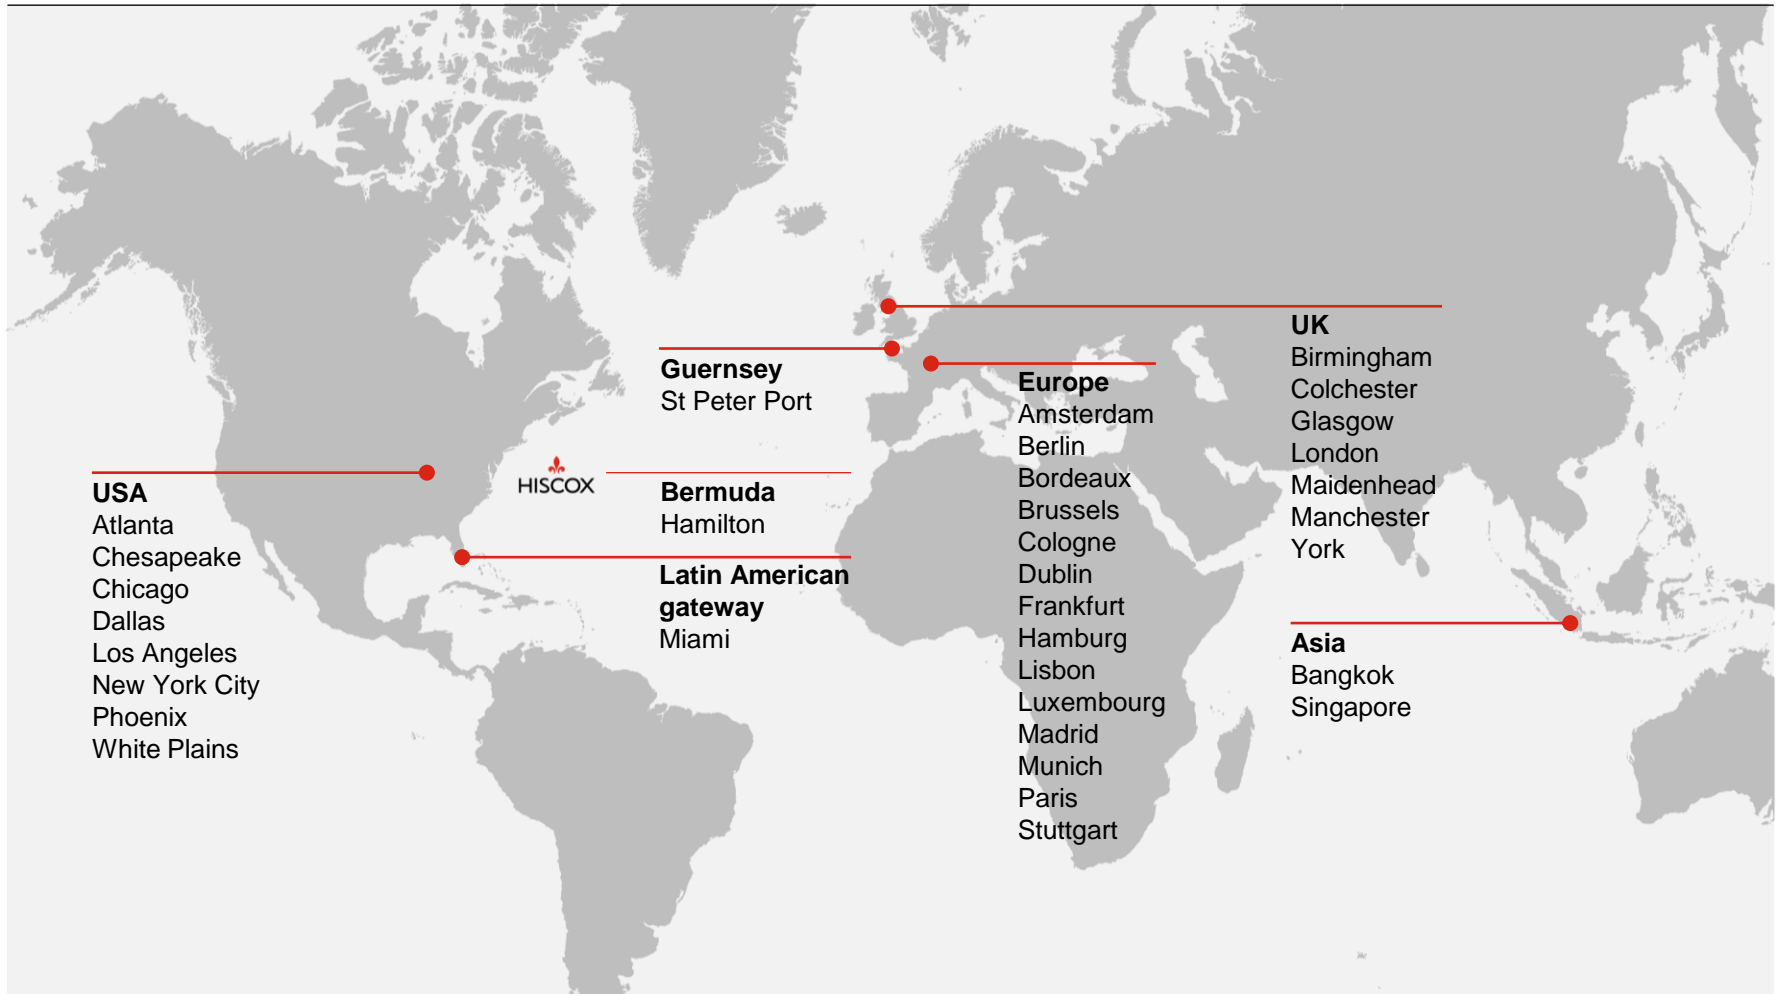 UK
Birmingham
Colchester
Glasgow
London
Maidenhead
Manchester
York
Guernsey
St Peter Port
Europe
Amsterdam
Berlin
Bordeaux
Brussels
Cologne
Dublin
Frankfurt
Hamburg
Lisbon
Luxembourg
Madrid
Munich
Paris
Stuttgart
USA
Atlanta
Chesapeake
Chicago
Dallas
Los Angeles
New York City
Phoenix
White Plains
HISCOX
Bermuda
Hamilton
Latin American
gateway
Miami
Asia
Bangkok
Singapore